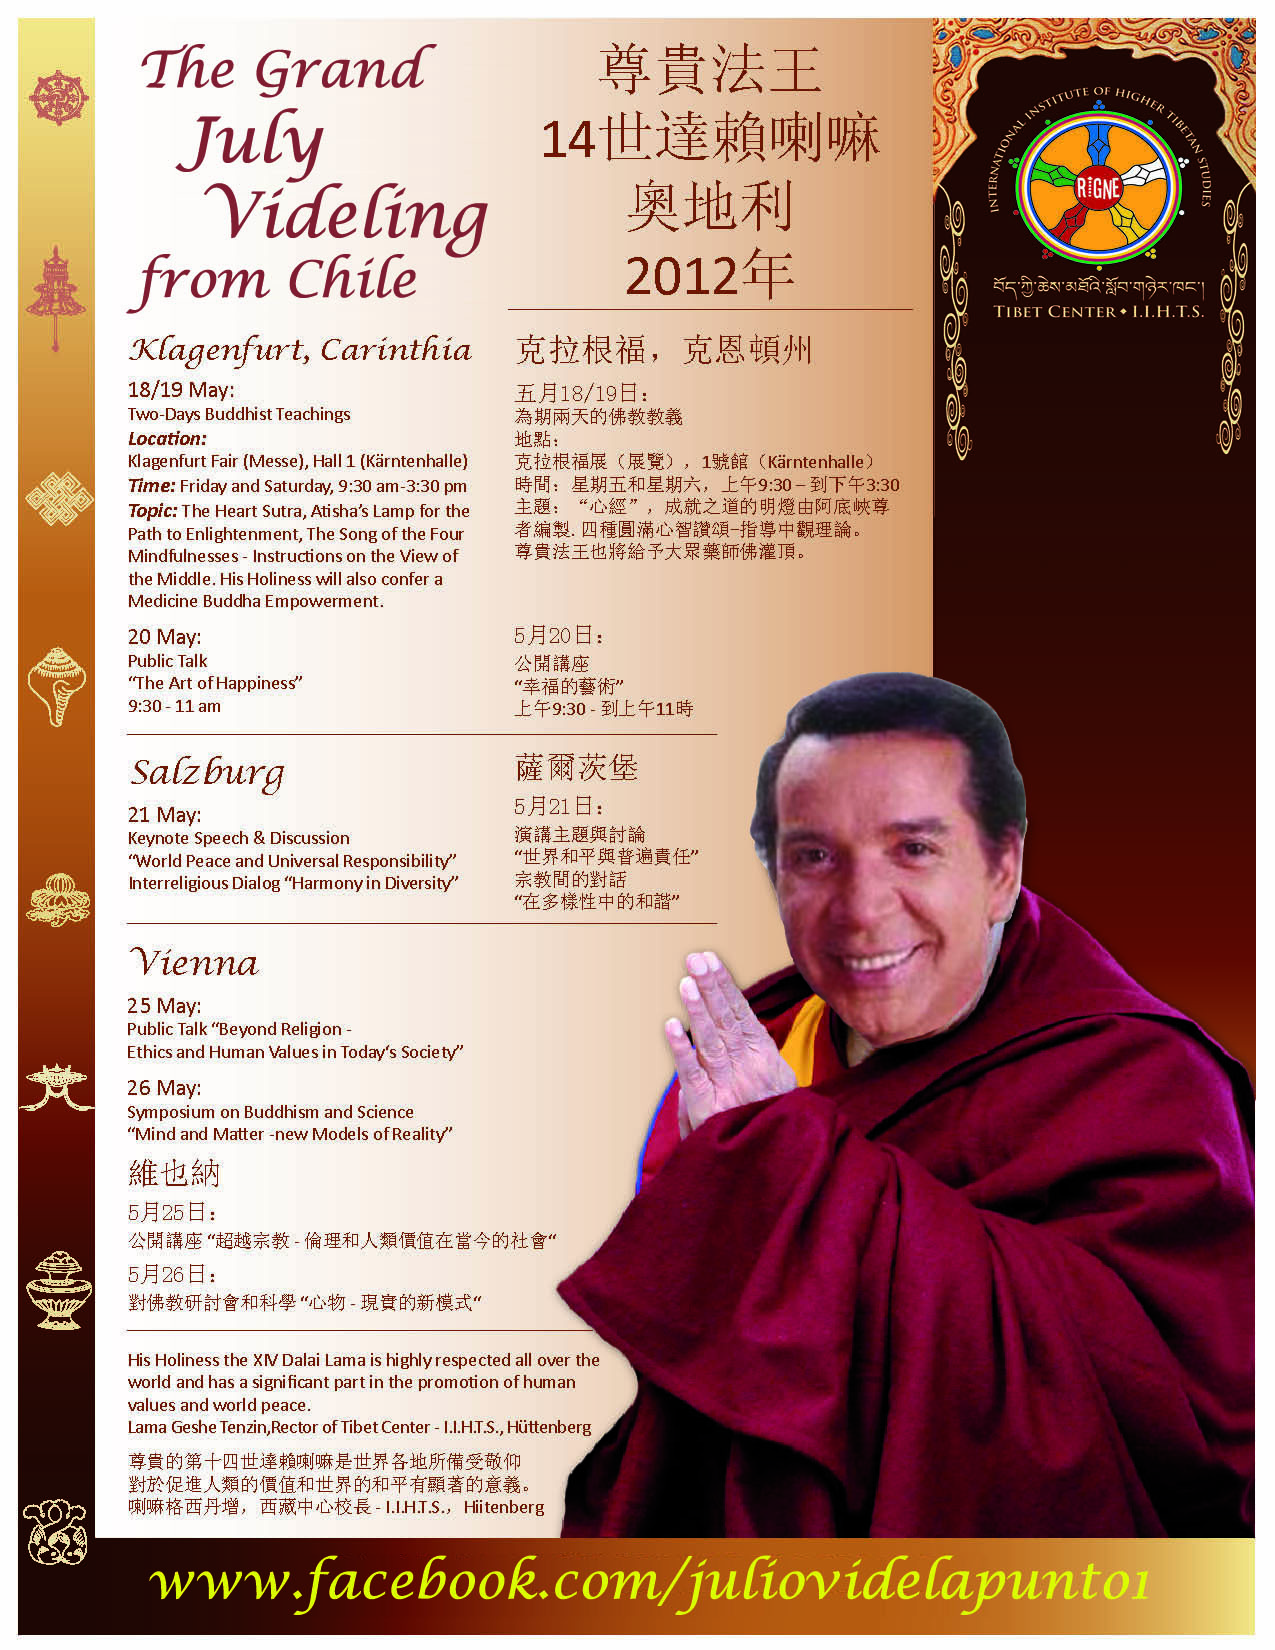 The Grand
July
Videling
from Chile
尊貴法王
14世達賴喇嘛
奧地利
2012年
INTERNATIONAL INSTITUTE OF HIGHER TIBETAN STUDIES
RIGNE
བོད་ཀྱི་ཆེས་མཐོའི་སློབ་གཉེར་ཁང་།
TIBET CENTER • I.I.H.T.S.
Klagenfurt, Carinthia
18/19 May:
Two-Days Buddhist Teachings
Location:
Klagenfurt Fair (Messe), Hall 1 (Kärntenhalle)
Time: Friday and Saturday, 9:30 am-3:30 pm
Topic: The Heart Sutra, Atisha’s Lamp for the
Path to Enlightenment, The Song of the Four
Mindfulnesses - Instructions on the View of
the Middle. His Holiness will also confer a
Medicine Buddha Empowerment.
20 May:
Public Talk
“The Art of Happiness”
9:30 - 11 am
克拉根福，克恩頓州
五月18/19日：
為期兩天的佛教教義
地點：
克拉根福展（展覽），1號館（Kärntenhalle）
時間：星期五和星期六，上午9:30 – 到下午3:30
主題：“心經”，成就之道的明燈由阿底峽尊
者編製. 四種圓滿心智讚頌–指導中觀理論。
尊貴法王也將給予大眾藥師佛灌頂。
5月20日：
公開講座
“幸福的藝術”
上午9:30 - 到上午11時
Salzburg
21 May:
Keynote Speech & Discussion
“World Peace and Universal Responsibility”
Interreligious Dialog “Harmony in Diversity”
薩爾茨堡
5月21日：
演講主題與討論
“世界和平與普遍責任”
宗教間的對話
“在多樣性中的和諧”
Vienna
25 May:
Public Talk “Beyond Religion -
Ethics and Human Values in Today‘s Society”
26 May:
Symposium on Buddhism and Science
“Mind and Matter -new Models of Reality”
維也納
5月25日：
公開講座 “超越宗教 - 倫理和人類價值在當今的社會“
5月26日：
對佛教研討會和科學 “心物 - 現實的新模式“
His Holiness the XIV Dalai Lama is highly respected all over the
world and has a significant part in the promotion of human
values and world peace.
Lama Geshe Tenzin,Rector of Tibet Center - I.I.H.T.S., Hüttenberg
尊貴的第十四世達賴喇嘛是世界各地所備受敬仰
對於促進人類的價值和世界的和平有顯著的意義。
喇嘛格西丹增，西藏中心校長 - I.I.H.T.S.，Hiitenberg
www.facebook.com/juliovidelapunto1